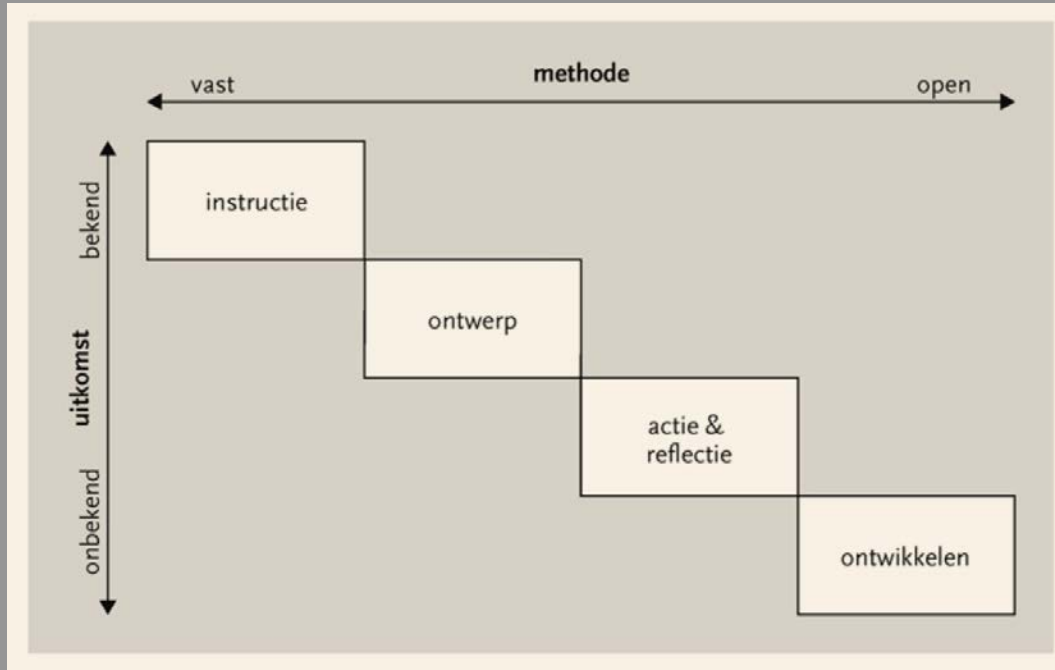 methode
vast
open
bekend
uitkomst
onbekend
instructie
ontwerp
actie &
reflectie
ontwikkelen